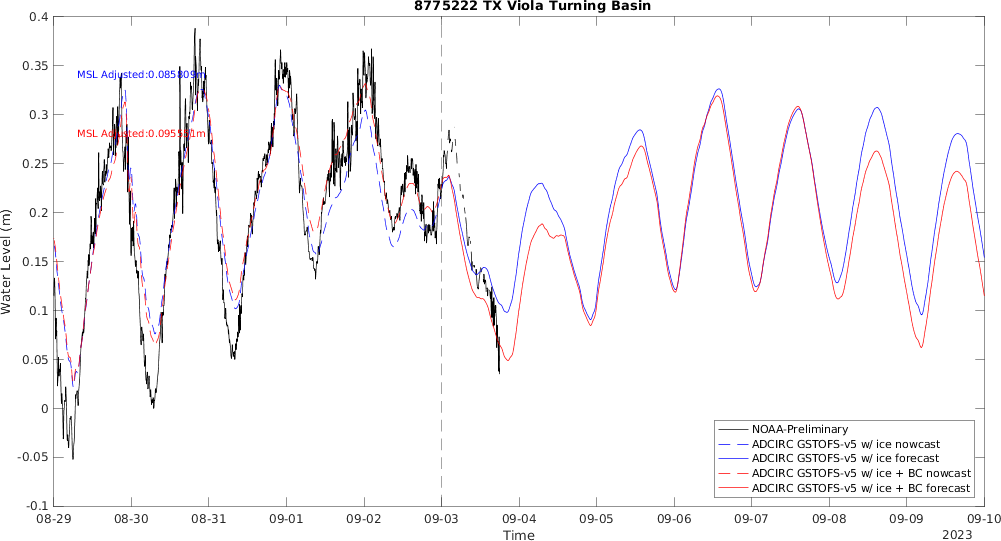 8775222 TX Viola Turning Basin
0.4
0.35
0.3
0.25
0.2
0.15
0.1
0.05
0
-0.05
-0.1
Water Level (m)
MSL Adjusted:0.085809m
MSL Adjusted:0.0955 1m
NOAA-Preliminary
ADCIRC GSTOFS-v5 w/ ice nowcast
ADCIRC GSTOFS-v5 w/ ice forecast
ADCIRC GSTOFS-v5 w/ ice + BC nowcast
ADCIRC GSTOFS-v5 w/ ice + BC forecast
08-29 08-30 08-31 09-01 09-02 09-03 09-04 09-05 09-06 09-07 09-08 09-09 09-10
Time
2023